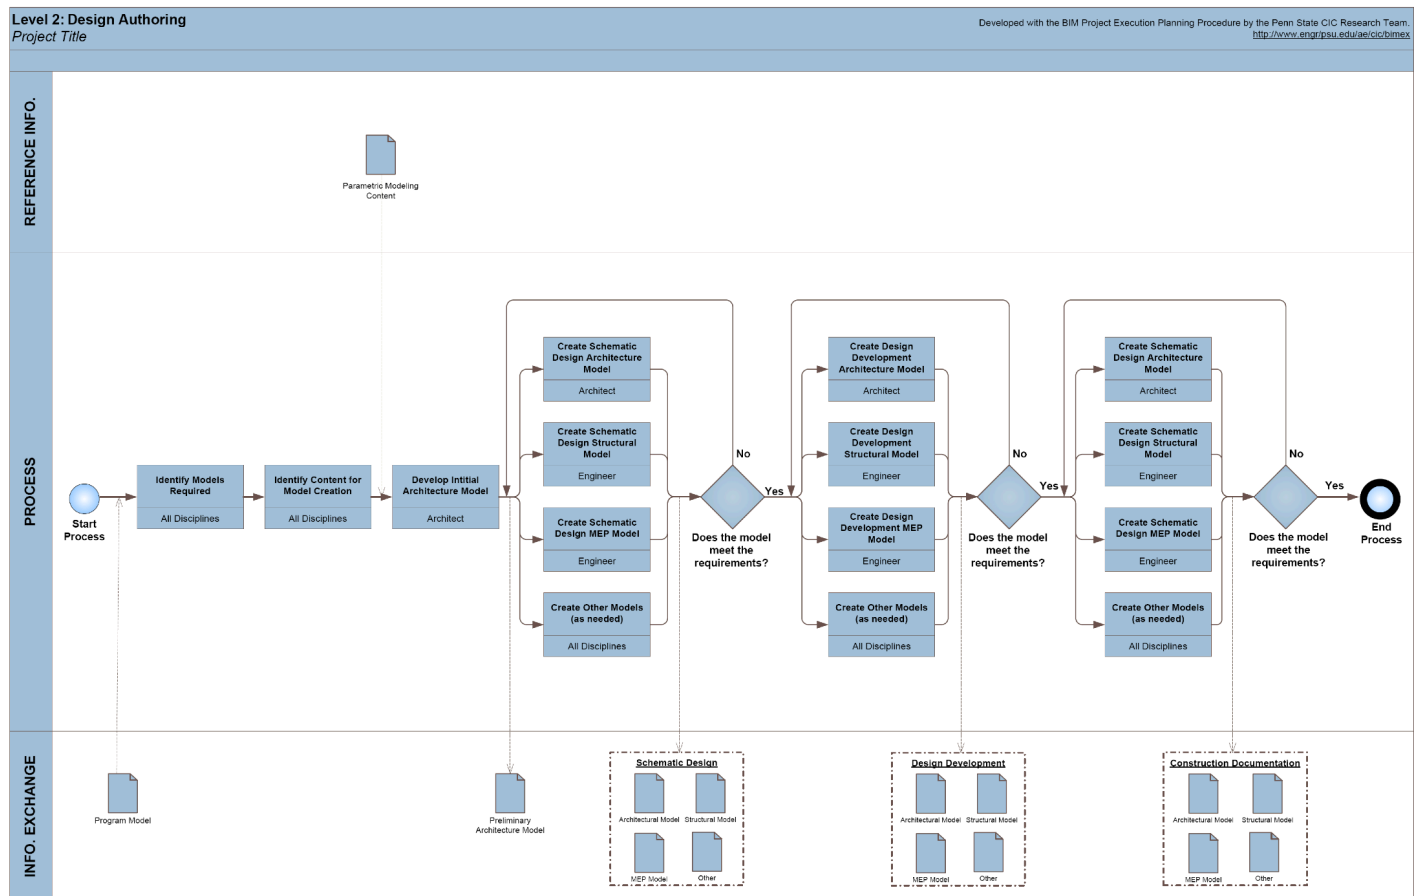 Level 2: Design Authoring
Project Title
Developed with the BIM Project Execution Planning Procedure by the Penn State CIC Research Team.
http://www.engr/psu.edu/ae/cic/bimex
REFERENCE INFO.
Parametric Modeling
Content
PROCESS
Start
Process
Identify Models
Required
All Disciplines
Identify Content for
Model Creation
All Disciplines
Develop Intitial
Architecture Model
Architect
Create Schematic
Design Architecture
Model
Architect
Create Schematic
Design Structural
Model
Engineer
Create Schematic
Design MEP Model
Engineer
Create Other Models
(as needed)
All Disciplines
No
Yes
Does the model
meet the
requirements?
Create Design
Development
Architecture Model
Architect
Create Design
Development
Structural Model
Engineer
Create Design
Development MEP
Model
Engineer
Create Other Models
(as needed)
All Disciplines
No
Yes
Does the model
meet the
requirements?
Create Schematic
Design Architecture
Model
Architect
Create Schematic
Design Structural
Model
Engineer
Create Schematic
Design MEP Model
Engineer
Create Other Models
(as needed)
All Disciplines
No
Yes
Does the model
meet the
requirements?
End
Process
INFO. EXCHANGE
Program Model
Preliminary
Architecture Model
Schematic Design
Architectural Model
Structural Model
MEP Model
Other
Design Development
Architectural Model
Structural Model
MEP Model
Other
Construction Documentation
Architectural Model
Structural Model
MEP Model
Other